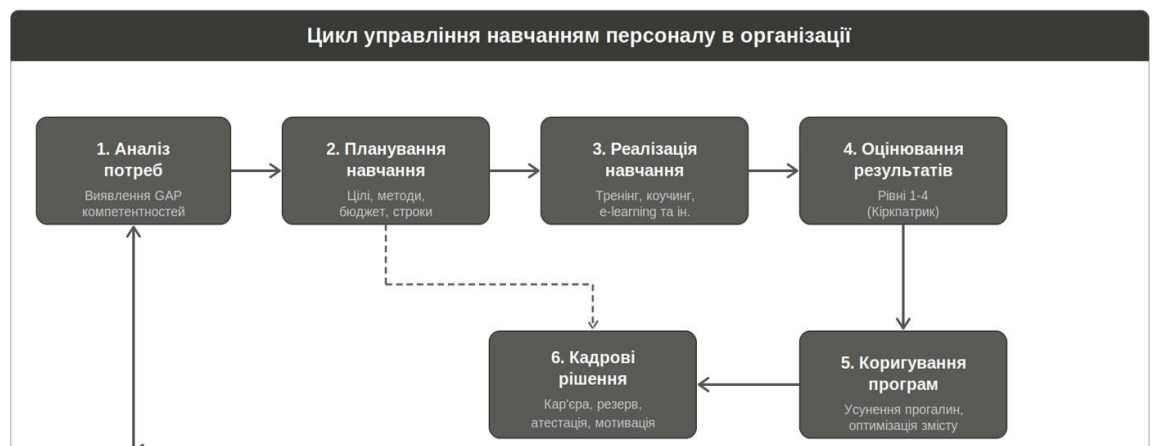 Цикл управління навчанням персоналу в організації
1. Аналіз
потреб
Виявлення GAP
компетентностей
2. Планування
навчання
Цілі, методи,
бюджет, строки
3. Реалізація
навчання
Тренінг, коучинг,
e-learning та ін.
4. Оцінювання
результатів
Рівні 1-4
(Кіркпатрик)
6. Кадрові
рішення
Кар'єра, резерв,
атестація, мотивація
5. Коригування
програм
Усунення прогалин,
оптимізація змісту